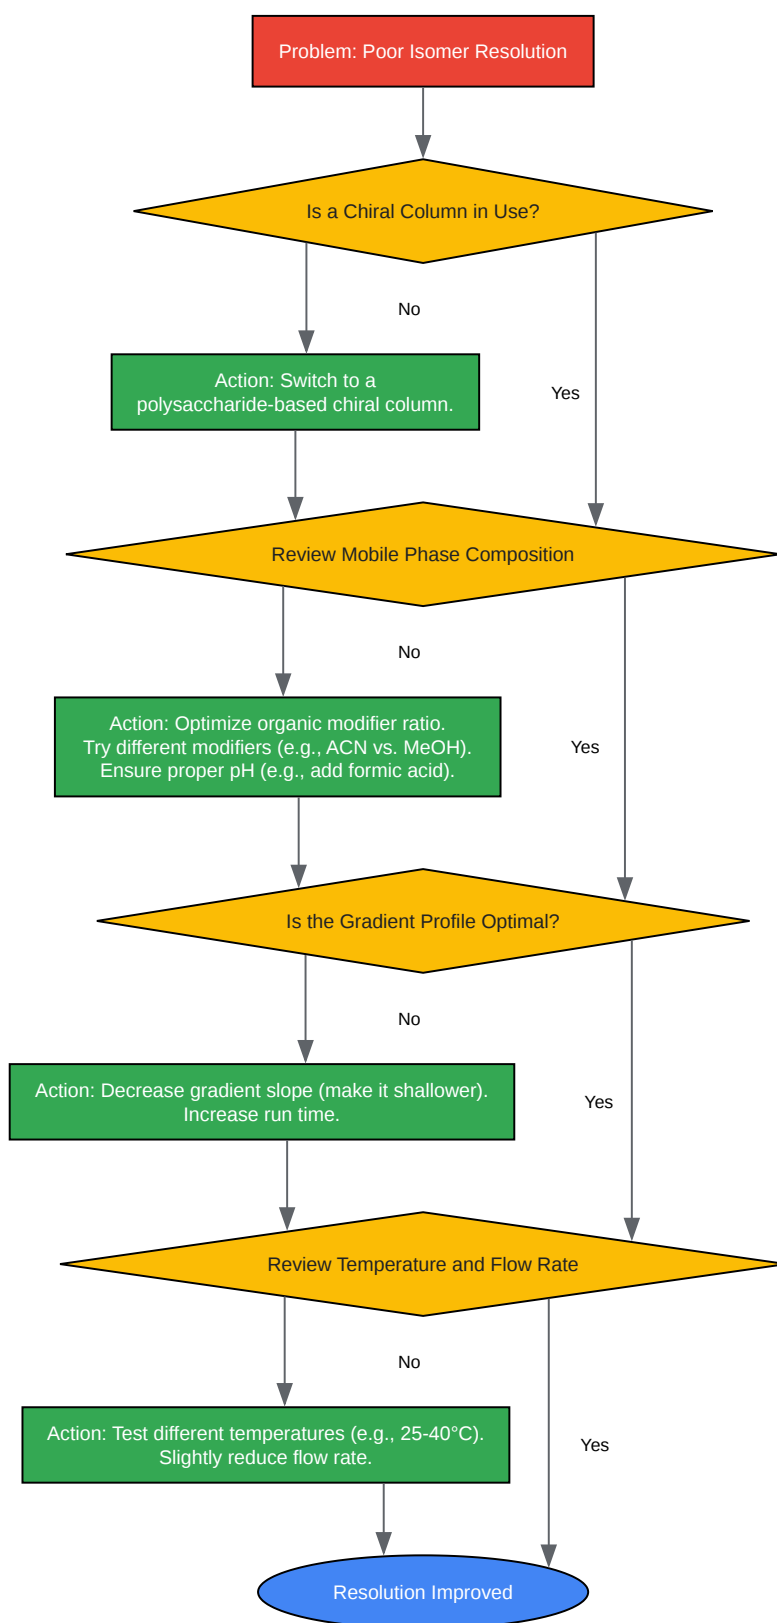 Problem: Poor Isomer Resolution
Is a Chiral Column in Use?
No
Action: Switch to a
polysaccharide-based chiral column.
Yes
Review Mobile Phase Composition
No
Action: Optimize organic modifier ratio.
Try different modifiers (e.g., ACN vs. MeOH).
Ensure proper pH (e.g., add formic acid).
Yes
Is the Gradient Profile Optimal?
No
Action: Decrease gradient slope (make it shallower).
Increase run time.
Yes
Review Temperature and Flow Rate
No
Action: Test different temperatures (e.g., 25-40°C).
Slightly reduce flow rate.
Yes
Resolution Improved